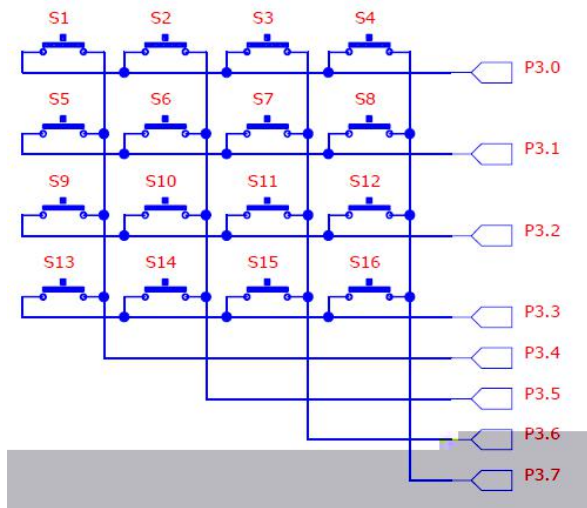 S1 S2 S3 S4
P3.0
S5 S6 S7 S8
P3.1
S9 S10 S11 S12
P3.2
S13 S14 S15 S16
P3.3
P3.4
P3.5
P3.6
P3.7